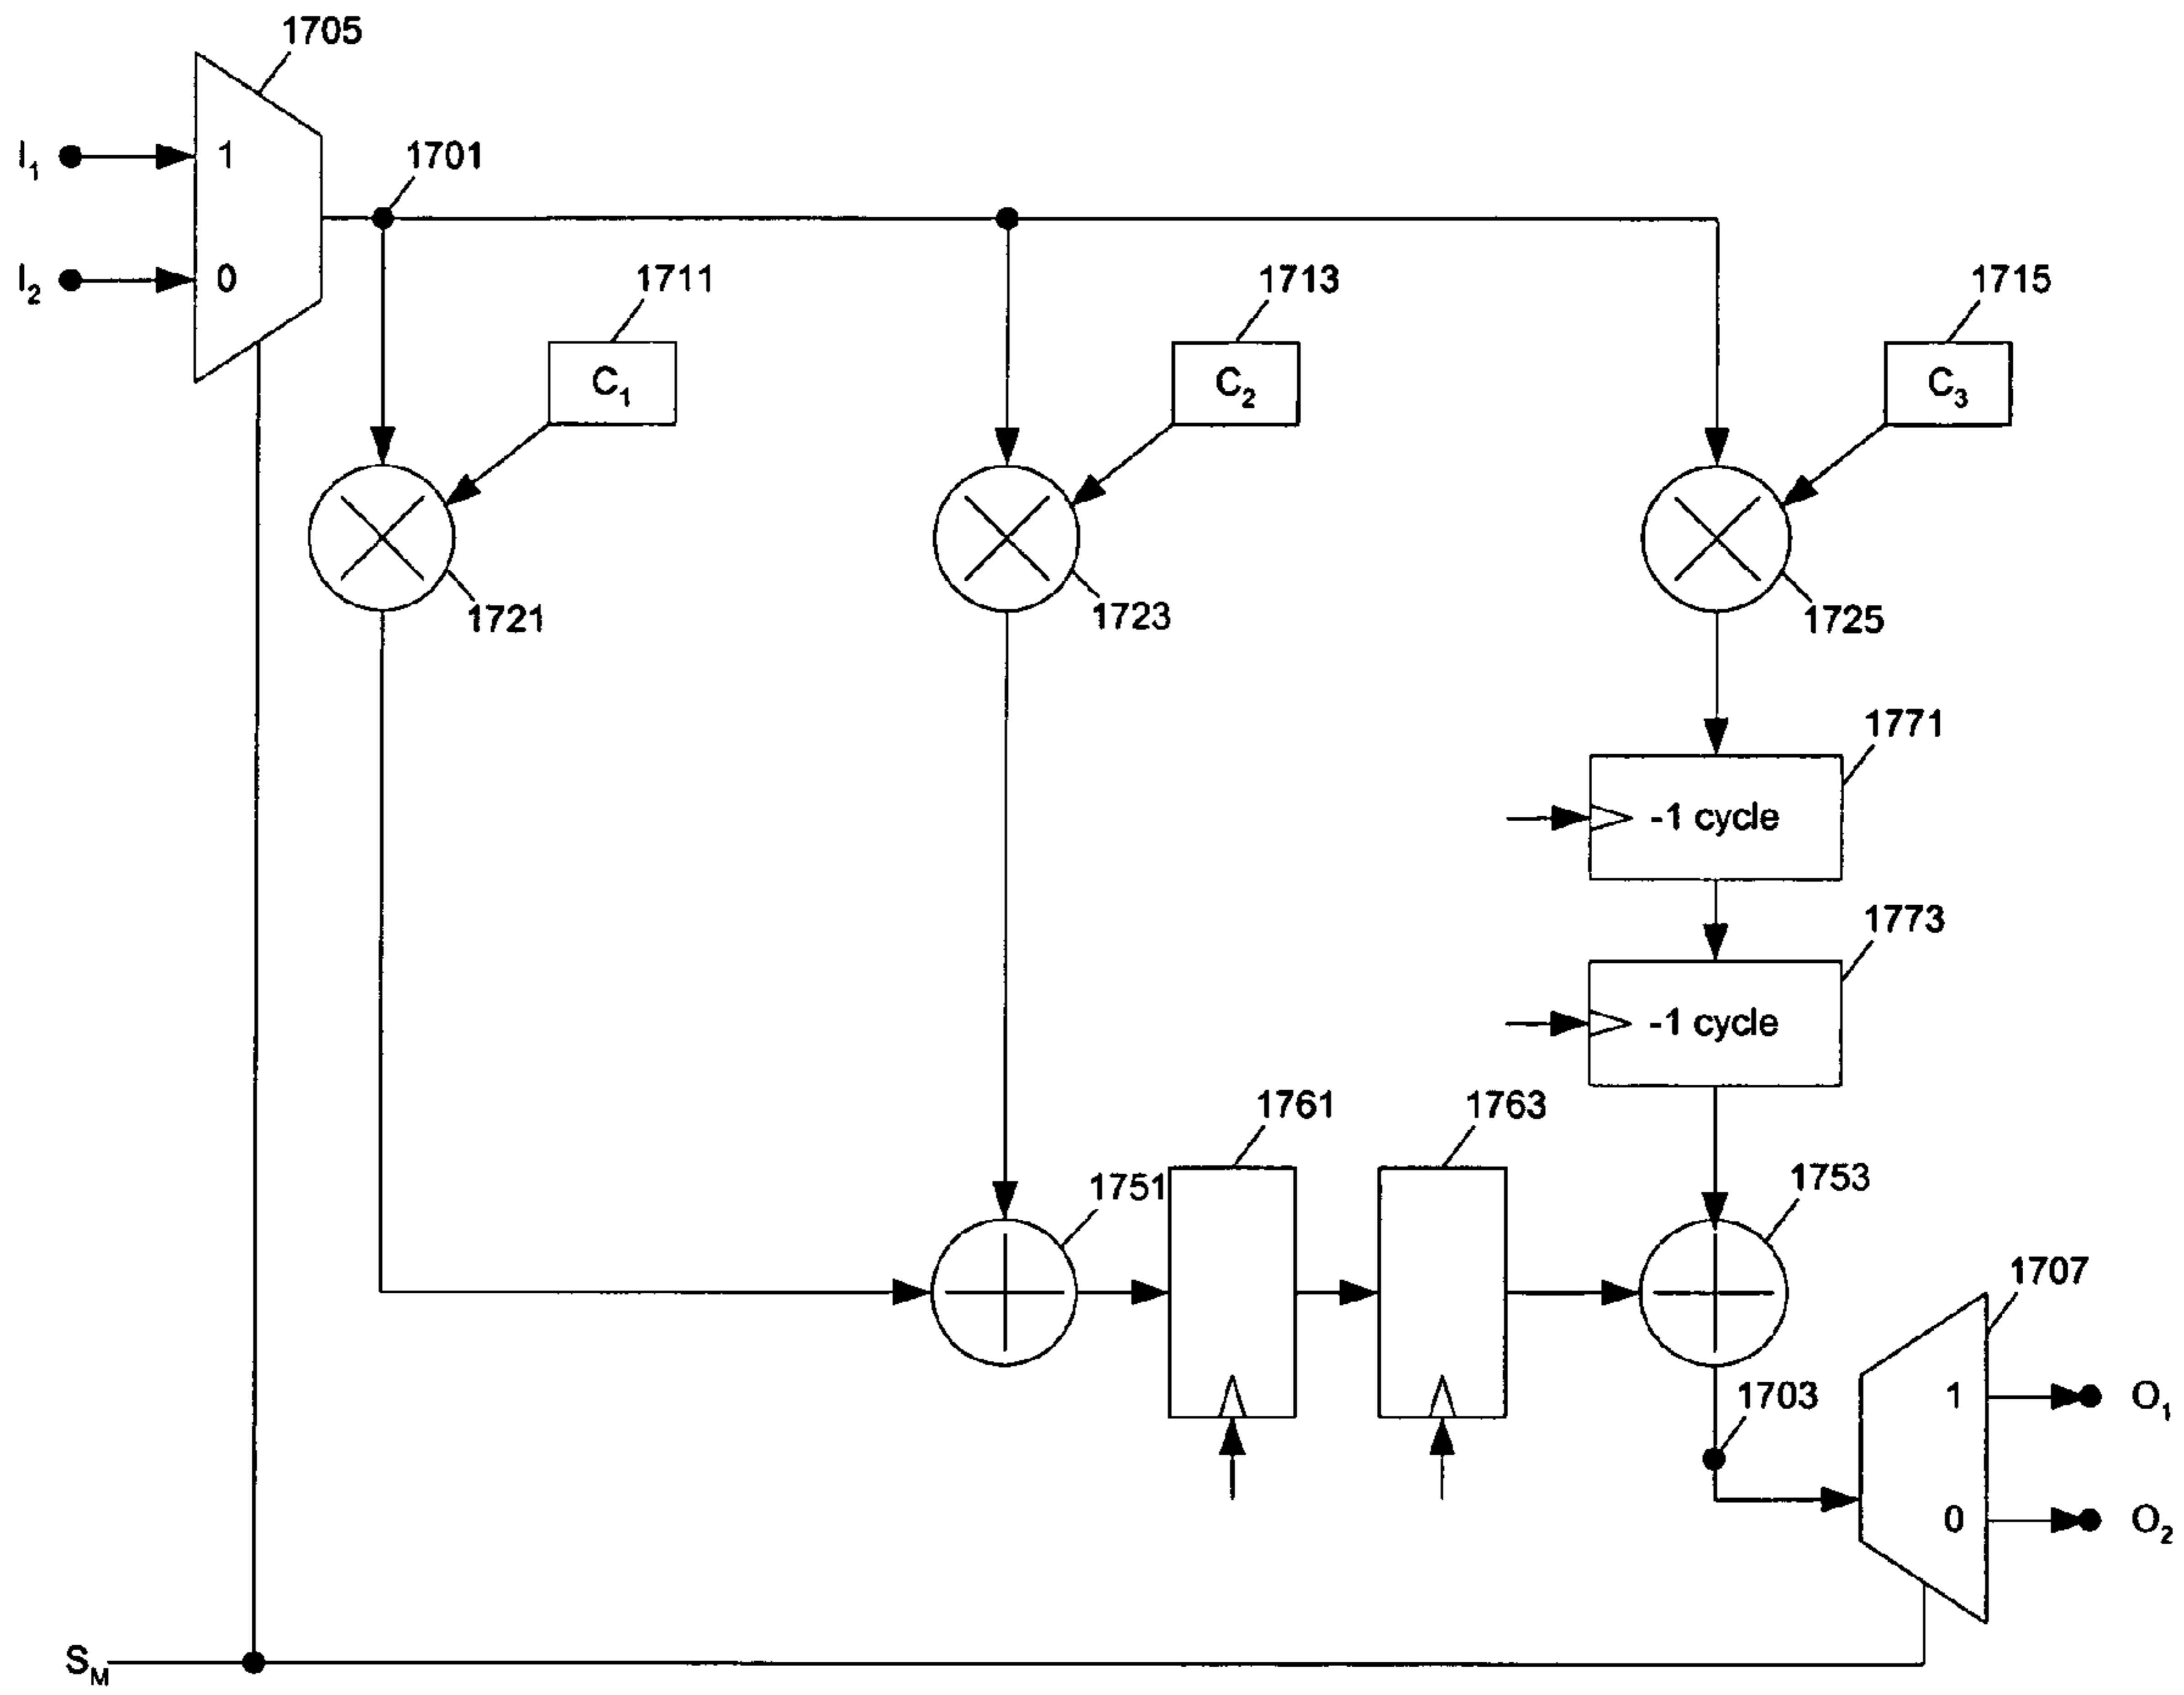 1705
I1 1 1701
I2 0 1711 1713 1715
C1 C2 C3
1721 1723 1725
1771
-1 cycle
1773
-1 cycle
1761 1763
1751 1753
1707
1703 1 O1
0 O2
SM